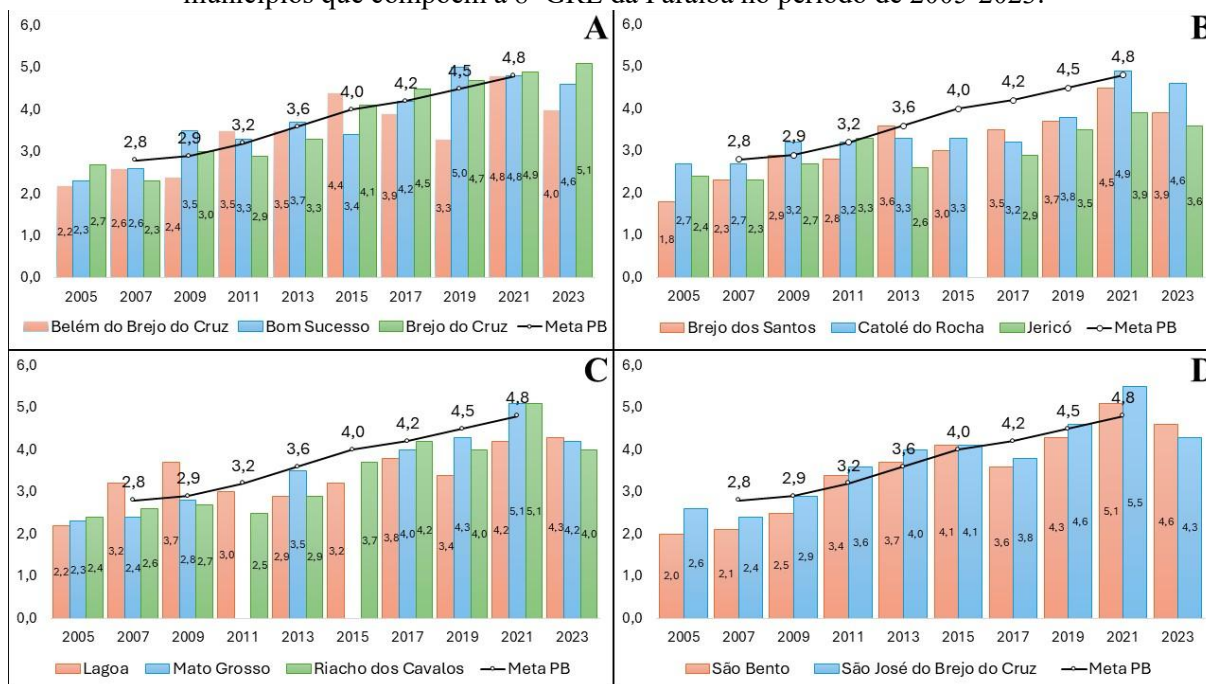 municípios que compõem a 8ª GRE da Paraíba no período de 2005-2023.
A
6,0
5,0
4,0
3,0
2,0
1,0
0,0
2,8 2,9 3,2 3,6 4,0 4,2 4,5 4,8
2,2 2,3 2,7 2,6 2,6 2,3 2,4 3,5 3,0 3,5 3,3 2,9 3,5 3,7 3,3 4,4 3,4 4,1 3,9 4,2 4,5 3,3 5,0 4,7 4,8 4,8 4,9 4,0 4,6 5,1
2005 2007 2009 2011 2013 2015 2017 2019 2021 2023
Belém do Brejo do Cruz Bom Sucesso Brejo do Cruz Meta PB
B
6,0
5,0
4,0
3,0
2,0
1,0
0,0
2,8 2,9 3,2 3,6 4,0 4,2 4,5 4,8
1,8 2,7 2,4 2,3 2,7 2,3 2,9 3,2 2,7 2,8 3,2 3,3 3,6 3,3 2,6 3,0 3,3 3,5 3,2 2,9 3,7 3,8 3,5 4,5 4,9 3,9 3,9 4,6 3,6
2005 2007 2009 2011 2013 2015 2017 2019 2021 2023
Brejo dos Santos Catolé do Rocha Jericó Meta PB
C
6,0
5,0
4,0
3,0
2,0
1,0
0,0
2,8 2,9 3,2 3,6 4,0 4,2 4,5 4,8
2,2 2,3 2,4 3,2 2,4 2,6 3,7 2,8 2,7 3,0 2,5 2,9 3,5 2,9 3,2 3,7 3,8 4,0 4,2 3,4 4,3 4,0 4,2 5,1 5,1 4,3 4,2 4,0
2005 2007 2009 2011 2013 2015 2017 2019 2021 2023
Lagoa Mato Grosso Riacho dos Cavalos Meta PB
D
6,0
5,0
4,0
3,0
2,0
1,0
0,0
2,8 2,9 3,2 3,6 4,0 4,2 4,5 4,8
2,0 2,6 2,1 2,4 2,5 2,9 3,4 3,6 3,7 4,0 4,1 4,1 3,6 3,8 4,3 4,6 5,1 5,5 4,6 4,3
2005 2007 2009 2011 2013 2015 2017 2019 2021 2023
São Bento São José do Brejo do Cruz Meta PB